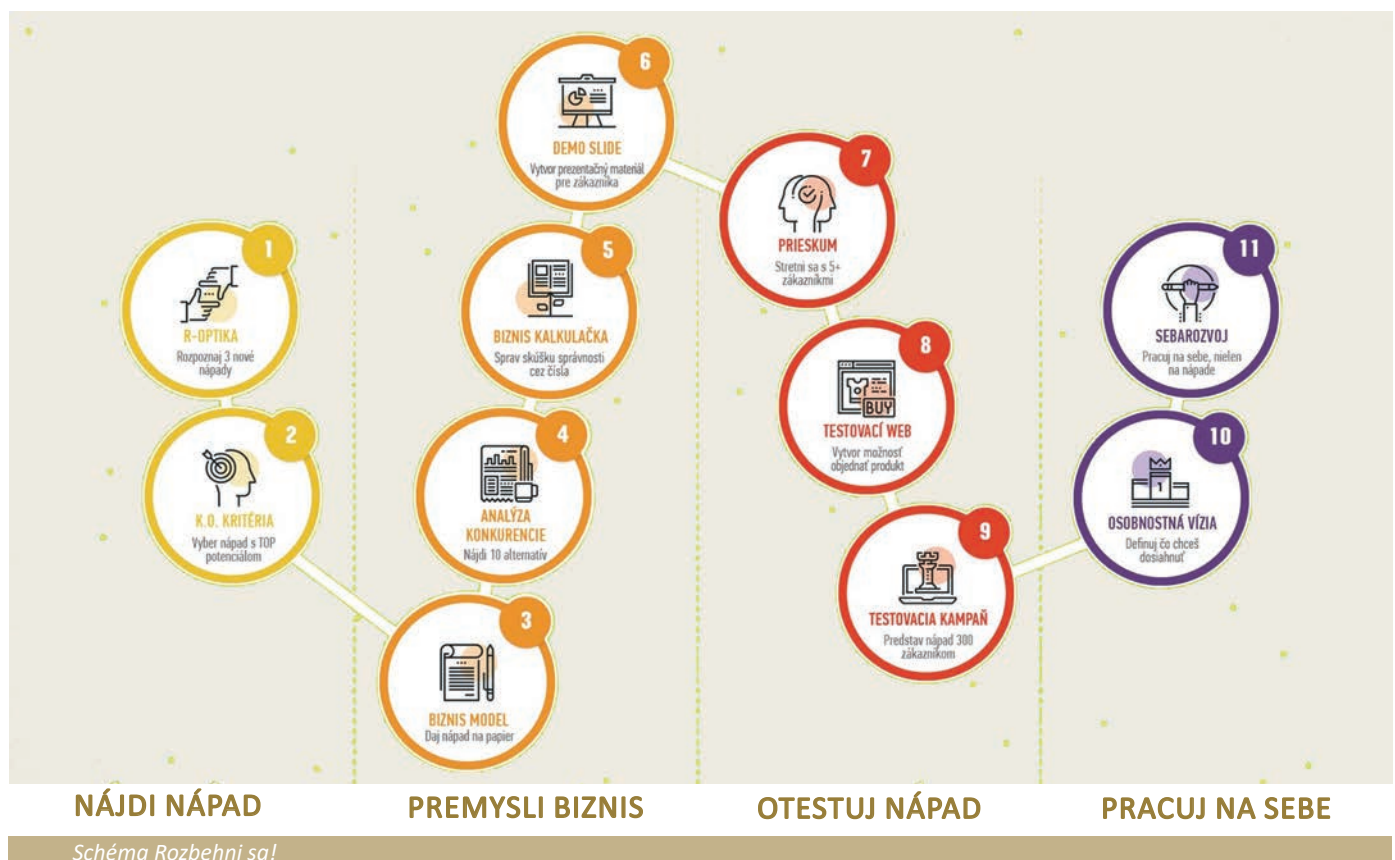 1
R-OPTIKA
Rozpoznaj 3 nové
nápady
2
K.O. KRITÉRIA
Vyber nápad s TOP
potenciálom
3
BIZNIS MODEL
Daj nápad na papier
4
ANALÝZA
KONKURENCIE
Nájdi 10 alternatív
5
BIZNIS KALKULAČKA
Sprav skúšku správnosti
cez čísla
6
DEMO SLIDE
Vytvor prezentačný materiál
pre zákazníka
7
PRIESKUM
Stretni sa s 5+
zákazníkmi
8
BUY
TESTOVACÍ WEB
Vytvor možnosť
objednať produkt
9
TESTOVACIA KAMPAŇ
Predstav nápad 300
zákazníkom
10
1
OSOBNOSTNÁ VÍZIA
Definuj čo chceš
dosiahnuť
11
SEBAROZVOJ
Pracuj na sebe, nielen
na nápade
NÁJDI NÁPAD
PREMYSLI BIZNIS
OTESTUJ NÁPAD
PRACUJ NA SEBE
Schéma Rozbehni sa!